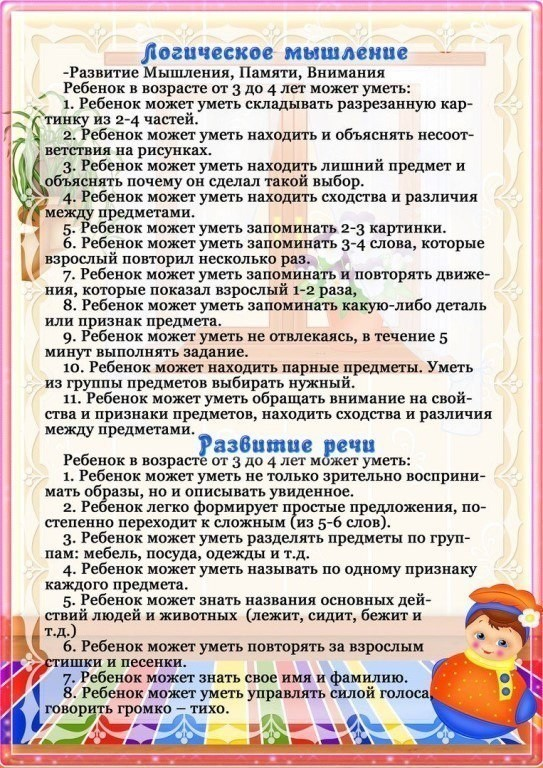 Логическое мышление
-Развитие Мышления, Памяти, Внимания
Ребенок в возрасте от 3 до 4 лет может уметь:
1. Ребенок может уметь складывать разрезанную кар-
тинку из 2-4 частей.
2. Ребенок может уметь находить и объяснять несоот-
ветствия на рисунках.
3. Ребенок может уметь находить лишний предмет и
объяснять почему он сделал такой выбор.
4. Ребенок может уметь находить сходства и различия
между предметами.
5. Ребенок может уметь запоминать 2-3 картинки.
6. Ребенок может уметь запоминать 3-4 слова, которые
взрослый повторил несколько раз.
7. Ребенок может уметь запоминать и повторять движе-
ния, которые показал взрослый 1-2 раза,
8. Ребенок может уметь запоминать какую-либо деталь
или признак предмета.
9. Ребенок может уметь не отвлекаясь, в течение 5
минут выполнять задание.
10. Ребенок может находить парные предметы. Уметь
из группы предметов выбирать нужный.
11. Ребенок может уметь обращать внимание на свой-
ства и признаки предметов, находить сходства и различия
между предметами.
Развитие речи
Ребенок в возрасте от 3 до 4 лет может уметь:
1. Ребенок может уметь не только зрительно восприни-
мать образы, но и описывать увиденное.
2. Ребенок легко формирует простые предложения, по-
степенно переходит к сложным (из 5-6 слов).
3. Ребенок может уметь разделять предметы по груп-
пам: мебель, посуда, одежды и т.д.
4. Ребенок может уметь называть по одному признаку
каждого предмета.
5. Ребенок может знать названия основных дей-
ствий людей и животных (лежит, сидит, бежит и
т.д.)
6. Ребенок может уметь повторять за взрослым
стишки и песенки.
7. Ребенок может знать свое имя и фамилию.
8. Ребенок может уметь управлять силой голоса,
говорить громко – тихо.